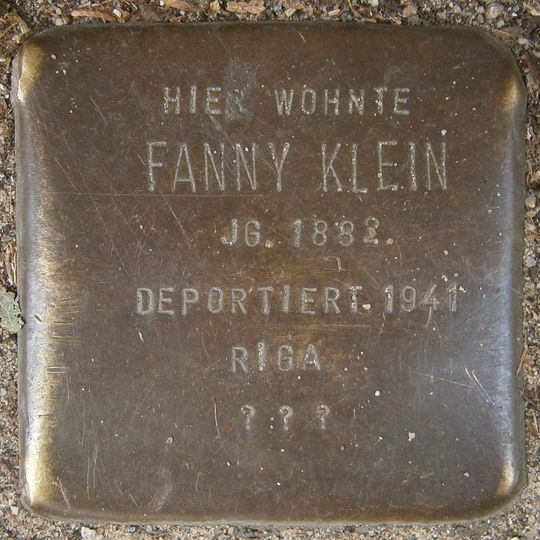 HIER WOHNTE
FANNY KLEIN
JG. 1882
DEPORTIERT 1941
RIGA
? ? ?